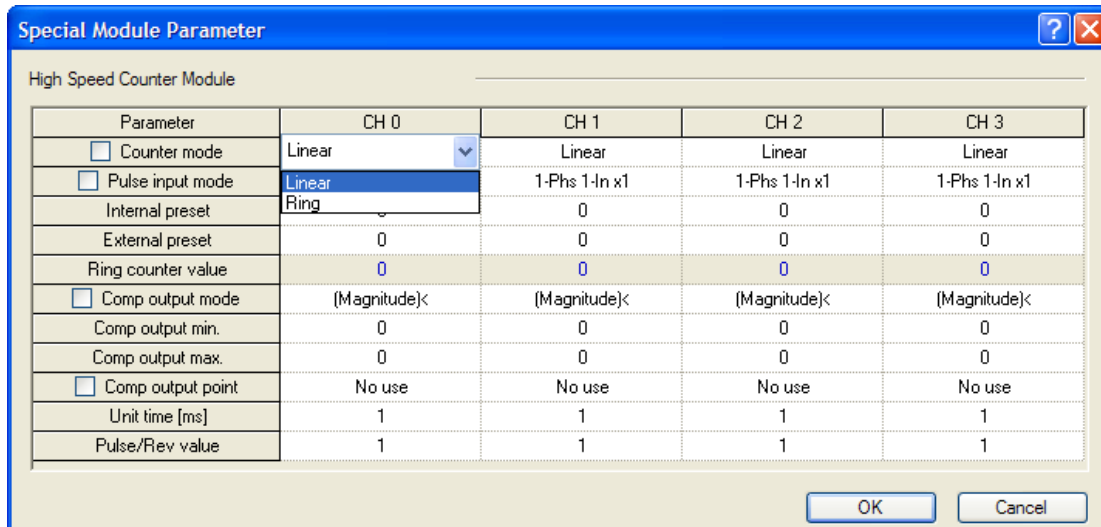 Special Module Parameter
High Speed Counter Module
Parameter CH 0 CH 1 CH 2 CH 3
Counter mode Linear Linear Linear Linear
Pulse input mode Linear 1-Phs 1-In x1 1-Phs 1-In x1 1-Phs 1-In x1
Internal preset Ring 0 0 0
External preset 0 0 0 0
Ring counter value 0 0 0 0
Comp output mode (Magnitude)< (Magnitude)< (Magnitude)< (Magnitude)<
Comp output min. 0 0 0 0
Comp output max. 0 0 0 0
Comp output point No use No use No use No use
Unit time [ms] 1 1 1 1
Pulse/Rev value 1 1 1 1
OK Cancel